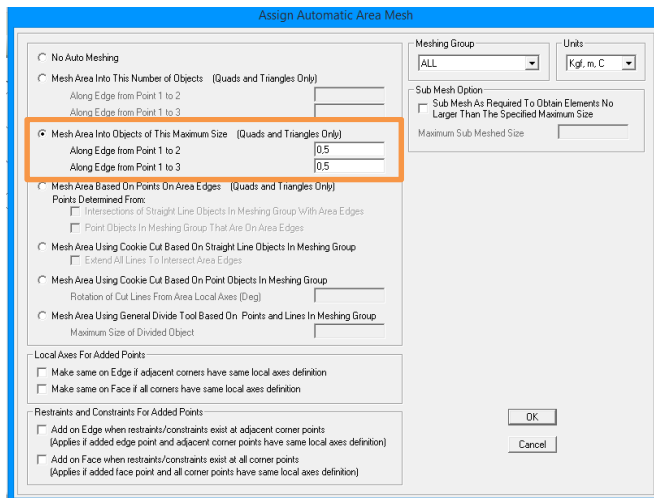 Assign Automatic Area Mesh
No Auto Meshing
Mesh Area Into This Number of Objects (Quads and Triangles Only)
Along Edge from Point 1 to 2
Along Edge from Point 1 to 3
Mesh Area Into Objects of This Maximum Size (Quads and Triangles Only)
Along Edge from Point 1 to 2 0,5
Along Edge from Point 1 to 3 0,5
Mesh Area Based On Points On Area Edges (Quads and Triangles Only)
Points Determined From:
Intersections of Straight Line Objects In Meshing Group With Area Edges
Point Objects In Meshing Group That Are On Area Edges
Mesh Area Using Cookie Cut Based On Straight Line Objects In Meshing Group
Extend All Lines To Intersect Area Edges
Mesh Area Using Cookie Cut Based On Point Objects In Meshing Group
Rotation of Cut Lines From Area Local Axes (Deg)
Mesh Area Using General Divide Tool Based On Points and Lines In Meshing Group
Maximum Size of Divided Object
Local Axes For Added Points
Make same on Edge if adjacent corners have same local axes definition
Make same on Face if all corners have same local axes definition
Restraints and Constraints For Added Points
Add on Edge when restraints/constraints exist at adjacent corner points
(Applies if added edge point and adjacent corner points have same local axes definition)
Add on Face when restraints/constraints exist at all corner points
(Applies if added face point and all corner points have same local axes definition)
Meshing Group
ALL
Units
Kgf, m, C
Sub Mesh Option
Sub Mesh As Required To Obtain Elements No
Larger Than The Specified Maximum Size
Maximum Sub Meshed Size
OK
Cancel